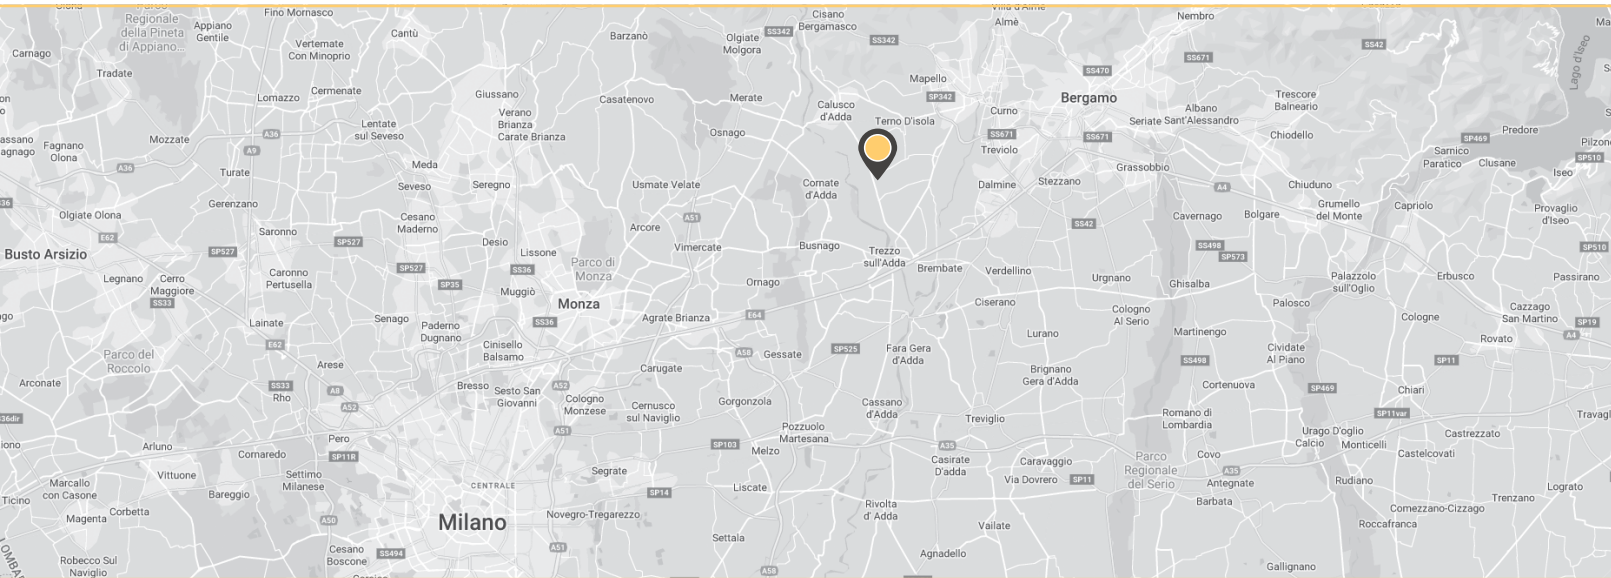 Fino Mornasco
Cisano
Bergamasco
Nembro
Regionale
della Pineta
di Appiano...
Appiano
Gentile
Cantù
Barzanò
SS342
Almè
Olgiate
Molgora
SS342
SS42
Vertemate
Con Minoprio
Carnago
SS671
Lago d'Iseo
Tradate
SS470
Mapello
Cermenate
Giussano
Lomazzo
Casatenovo
Merate
SP342
Bergamo
Trescore
Balneario
Calusco
d'Adda
Curno
Albano
Sant'Alessandro
Verano
Brianza
Carate Brianza
Terno D'isola
Seriate
Lentate
sul Seveso
Osnago
A36
SS671
SS671
Chiodello
Predore
Mozzate
SP469
Fagnano
Olona
A9
Treviolo
Sarnico
Paratico
Clusane
SP510
Meda
A36
Turate
Grassobbio
Iseo
Seveso
Seregno
Usmate Velate
Cornate
d'Adda
Dalmine
Stezzano
A4
Chiuduno
Gerenzano
Grumello
del Monte
Capriolo
Olgiate Olona
Cesano
Maderno
A51
SS42
Cavernago
Bolgare
Provaglio
d'Iseo
Saronno
Arcore
E62
SP527
Desio
Vimercate
Busnago
SS498
SP510
Busto Arsizio
SP527
Lissone
Trezzo
sull'Adda
SP573
Parco di
Monza
SP527
SS36
Brembate
Verdellino
Legnano
Cerro
Maggiore
Caronno
Pertusella
Urgnano
Palazzolo
sull'Oglio
Erbusco
Passirano
SP35
Ornago
Ghisalba
Muggiò
SS33
Monza
Ciserano
Palosco
Cazzago
San Martino
Cologno
Al Serio
E64
Senago
Agrate Brianza
Cologne
Lainate
SS36
SP19
Paderno
Dugnano
Lurano
Martinengo
A4
Rovato
E62
Cinisello
Balsamo
SP525
Fara Gera
d'Adda
Cividate
Al Piano
Parco del
Roccolo
A58
Gessate
SS498
SP11
Arese
Carugate
Brignano
Gera d'Adda
Arconate
SS33
Rho
A8
Bresso
Sesto San
Giovanni
A52
Cortenuova
SP469
Chiari
A52
Cologno
Monzese
Cernusco
sul Naviglio
Gorgonzola
Cassano
d'Adda
Romano di
Lombardia
SP11var
36dir
Treviglio
A51
Pozzuolo
Martesana
Urago D'oglio
Calcio
Castrezzato
Pero
SP103
A35
Monticelli
Arluno
Cornaredo
SP11R
Melzo
Covo
Castelcovati
Casirate
D'adda
Caravaggio
Parco
Regionale
del Serio
Segrate
A35
Vittuone
Settimo
Milanese
Via Dovrero
SP11
Antegnate
Rudiano
Marcallo
con Casone
CENTRALE
Liscate
Lograto
Bareggio
SP14
Trenzano
Ticino
Barbata
Rivolta
d' Adda
Comezzano-Cizzago
Corbetta
Magenta
Novegro-Tregarezzo
A50
Milano
Vailate
Roccafranca
Settala
Cesano
Boscone
SS494
A51
Agnadello
Robecco Sul
Naviglio
A58
Gallignano